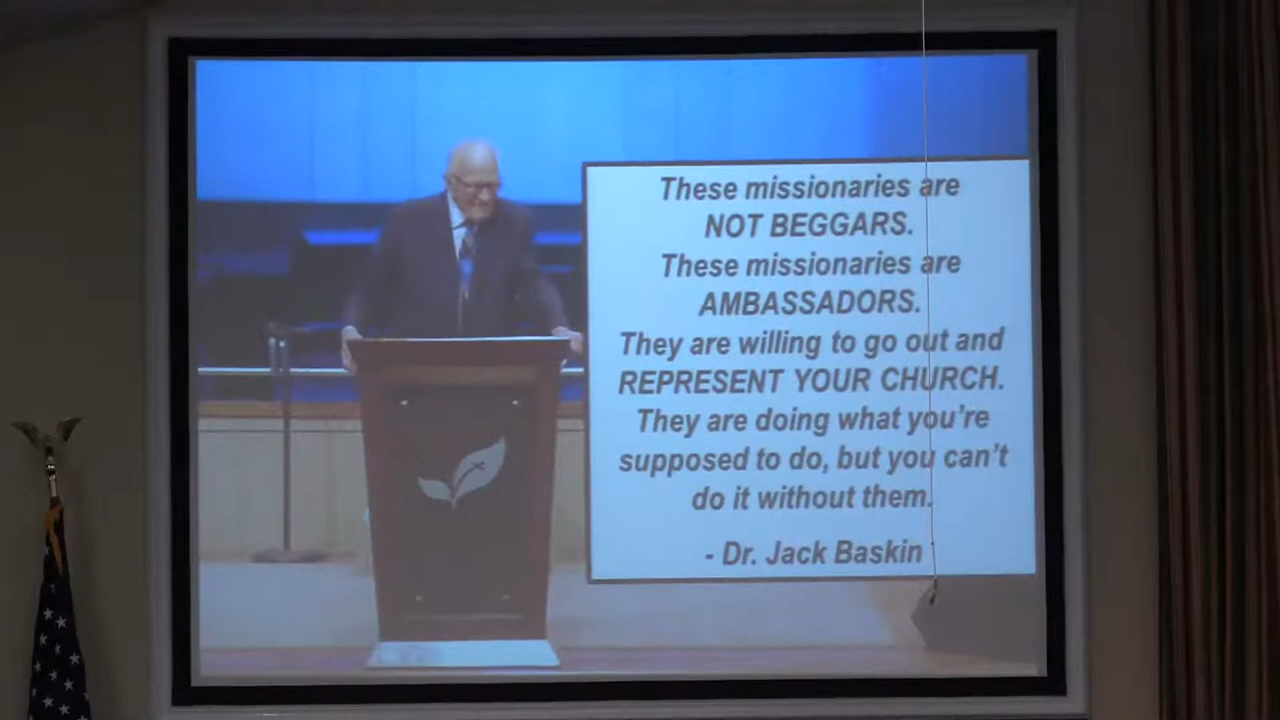 These missionaries are
NOT BEGGARS.
These missionaries are
AMBASSADORS.
They are willing to go out and
REPRESENT YOUR CHURCH.
They are doing what you're
supposed to do, but you can't
do it without them.
- Dr. Jack Baskin